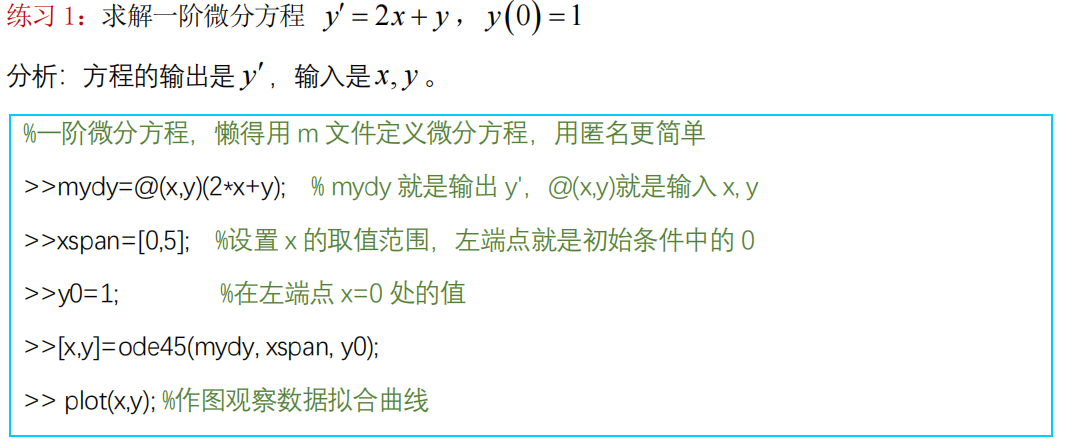 练习 1：求解一阶微分方程 y′ = 2x + y，y(0) = 1
分析：方程的输出是 y′，输入是 x, y 。
%一阶微分方程，懒得用 m 文件定义微分方程，用匿名更简单
>>mydy=@(x,y)(2*x+y); % mydy 就是输出 y'，@(x,y)就是输入 x, y
>>xspan=[0,5]; %设置 x 的取值范围，左端点就是初始条件中的 0
>>y0=1; %在左端点 x=0 处的值
>>[x,y]=ode45(mydy, xspan, y0);
>> plot(x,y); %作图观察数据拟合曲线